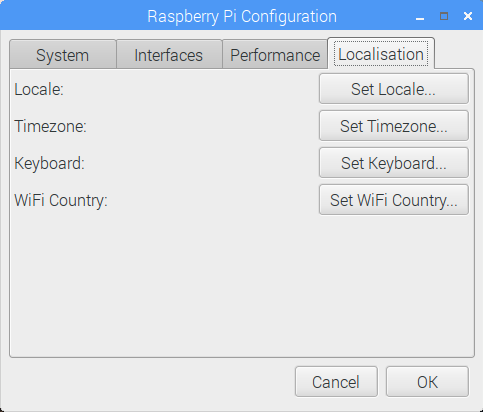 Raspberry Pi Configuration
System Interfaces Performance Localisation
Locale: Set Locale...
Timezone: Set Timezone...
Keyboard: Set Keyboard...
WiFi Country: Set WiFi Country...
Cancel OK